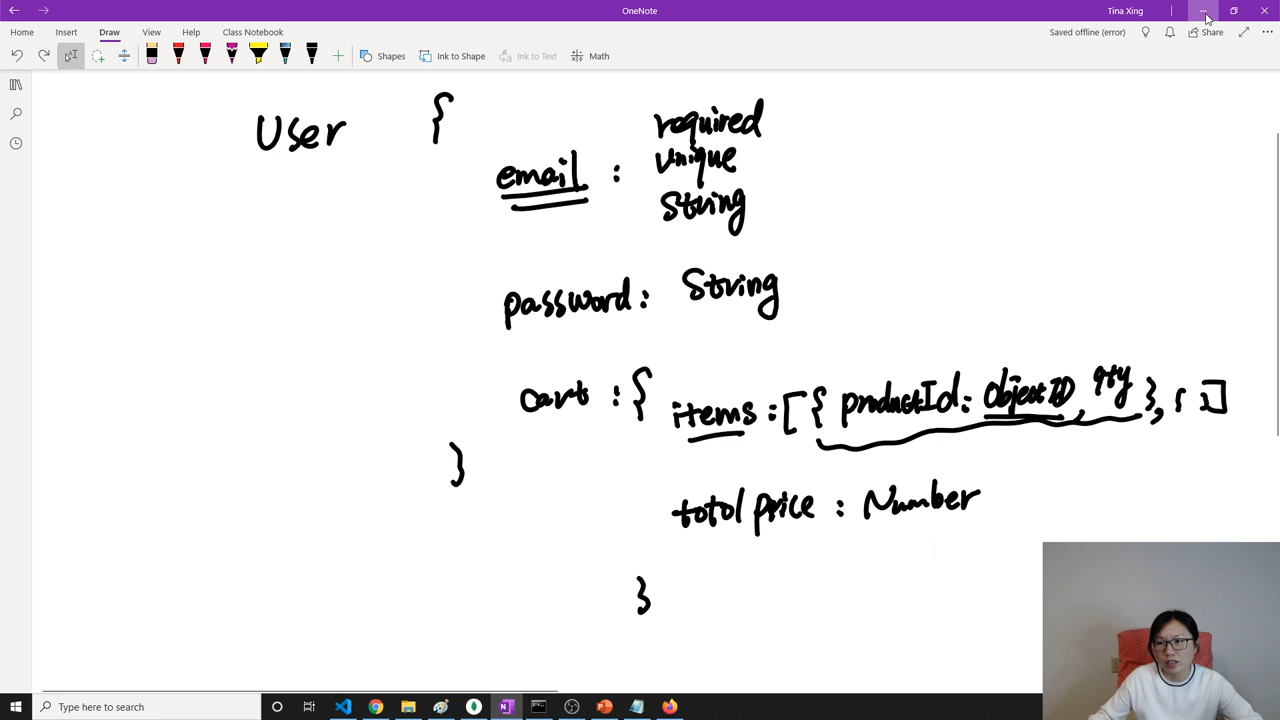 OneNote
Tina Xing
Home Insert Draw View Help Class Notebook
Saved offline (error) Share
Shapes Ink to Shape Ink to Text Math
User {
required
email : unique
String
password : String
cart : { items : [ { productId : ObjectID , qty } , { } ]
}
totol price : Number
}
Type here to search